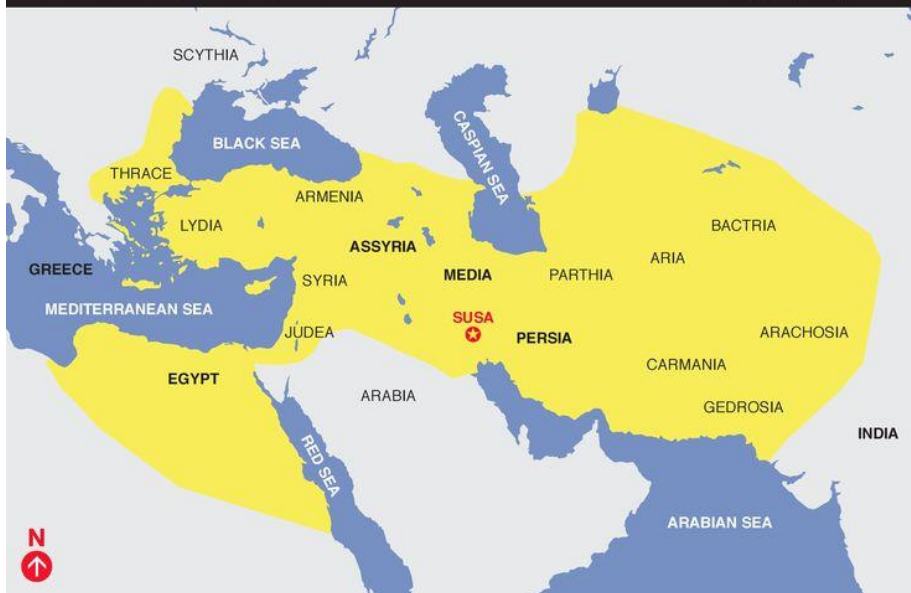 SCYTHIA
BLACK SEA
CASPIAN SEA
THRACE
ARMENIA
LYDIA
BACTRIA
ASSYRIA
ARIA
GREECE
SYRIA
MEDIA
PARTHIA
MEDITERRANEAN SEA
SUSA
JUDEA
PERSIA
ARACHOSIA
EGYPT
CARMANIA
ARABIA
GEDROSIA
INDIA
RED SEA
ARABIAN SEA
N